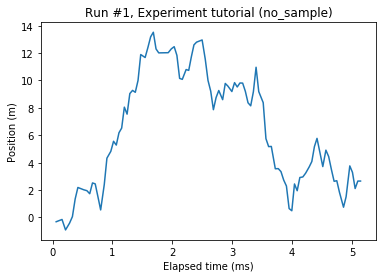 Run #1, Experiment tutorial (no_sample)
Position (m)
14
12
10
8
6
4
2
0
0 1 2 3 4 5
Elapsed time (ms)